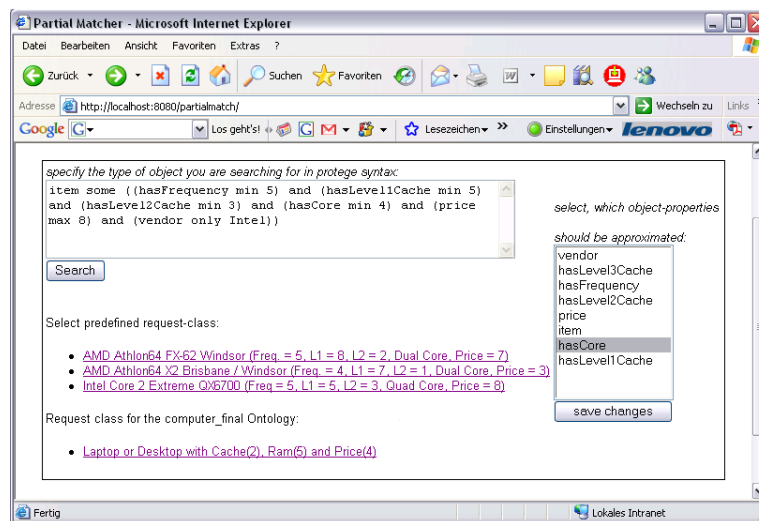 Partial Matcher - Microsoft Internet Explorer
Datei Bearbeiten Ansicht Favoriten Extras ?
Zurück Suchen Favoriten
Adresse http://localhost:8080/partialmatch/ Wechseln zu Links
Google G Los geht's! Lesezeichen Einstellungen lenovo
specify the type of object you are searching for in protege syntax:
item some ((hasFrequency min 5) and (hasLevel1Cache min 5)
and (hasLevel2Cache min 3) and (hasCore min 4) and (price
max 8) and (vendor only Intel))
Search
select, which object-properties
should be approximated:
vendor
hasLevel3Cache
hasFrequency
hasLevel2Cache
price
item
hasCore
hasLevel1Cache
save changes
Select predefined request-class:
AMD Athlon64 FX-62 Windsor (Freq. = 5, L1 = 8, L2 = 2, Dual Core, Price = 7)
AMD Athlon64 X2 Brisbane / Windsor (Freq. = 4, L1 = 7, L2 = 1, Dual Core, Price = 3)
Intel Core 2 Extreme QX6700 (Freq = 5, L1 = 5, L2 = 3, Quad Core, Price = 8)
Request class for the computer_final Ontology:
Laptop or Desktop with Cache(2), Ram(5) and Price(4)
Fertig Lokales Intranet